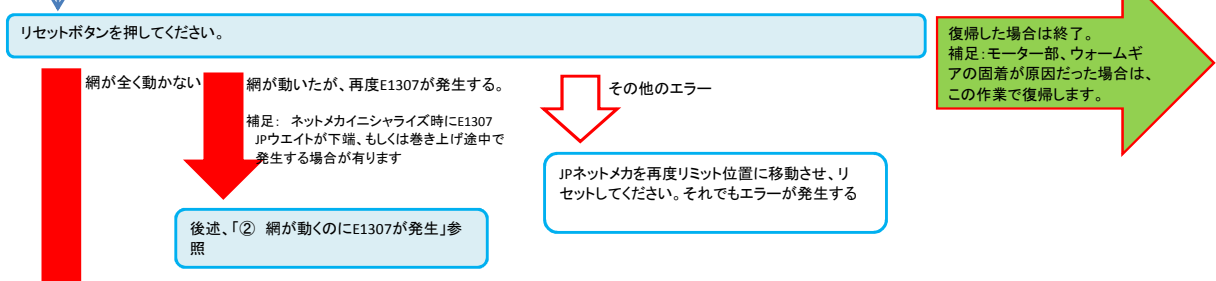 リセットボタンを押してください。
復帰した場合は終了。
補足：モーター部、ウォームギ
アの固着が原因だった場合は、
この作業で復帰します。
網が全く動かない
網が動いたが、再度E1307が発生する。
補足：　ネットメカイニシャライズ時にE1307
JPウエイトが下端、もしくは巻き上げ途中で
発生する場合が有ります
その他のエラー
JPネットメカを再度リミット位置に移動させ、リ
セットしてください。それでもエラーが発生する
後述、「②　網が動くのにE1307が発生」参
照